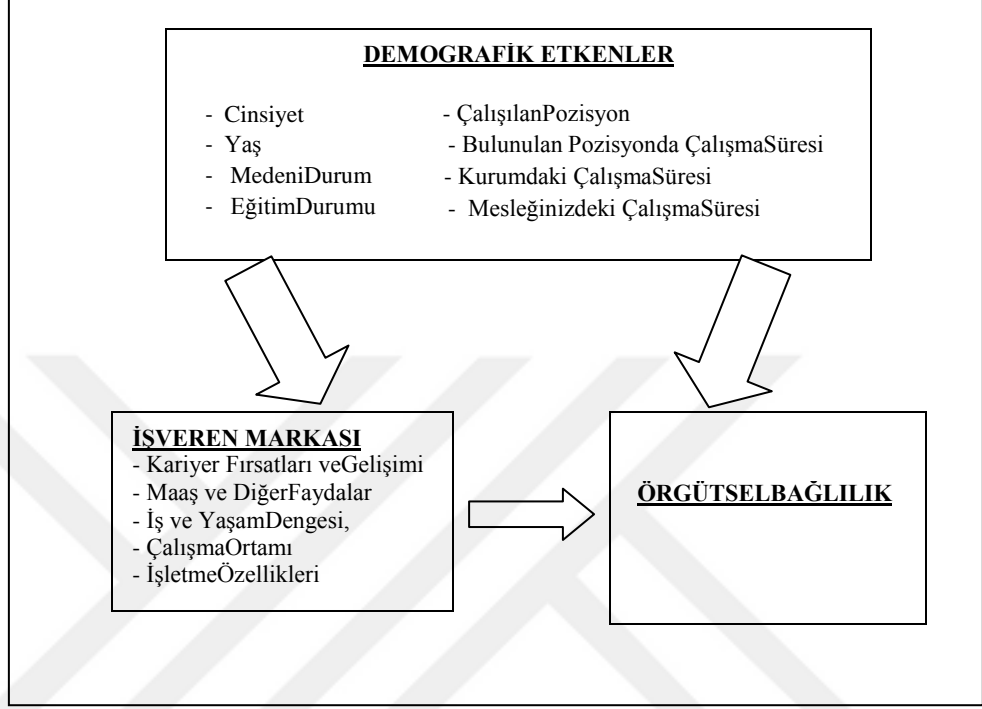 DEMOGRAFİK ETKENLER
- Cinsiyet
- Yaş
- MedeniDurum
- EğitimDurumu
- ÇalışılanPozisyon
- Bulunulan Pozisyonda ÇalışmaSüresi
- Kurumdaki ÇalışmaSüresi
- Mesleğinizdeki ÇalışmaSüresi
İŞVEREN MARKASI
- Kariyer Fırsatları veGelişimi
- Maaş ve DiğerFaydalar
- İş ve YaşamDengesi,
- ÇalışmaOrtamı
- İşletmeÖzellikleri
ÖRGÜTSELBAĞLILIK